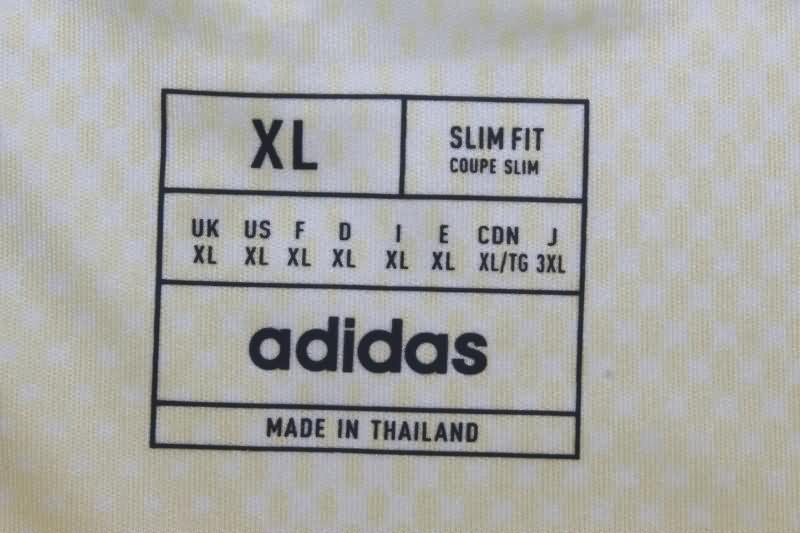 XL
SLIM FIT
COUPE SLIM
UK US F D I E CDN J
XL XL XL XL XL XL XL/TG 3XL
adidas
MADE IN THAILAND